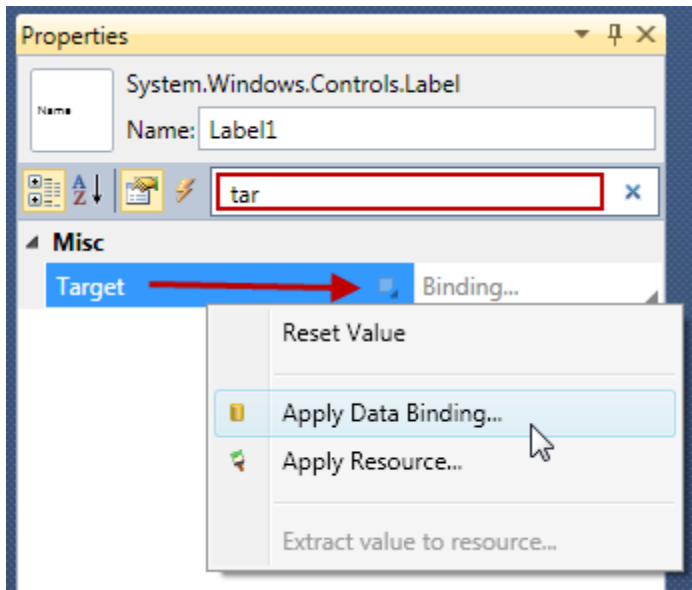 Properties
System.Windows.Controls.Label
Name
Name: Label1
A
Z
tar
Misc
Target Binding...
Reset Value
Apply Data Binding...
Apply Resource...
Extract value to resource...